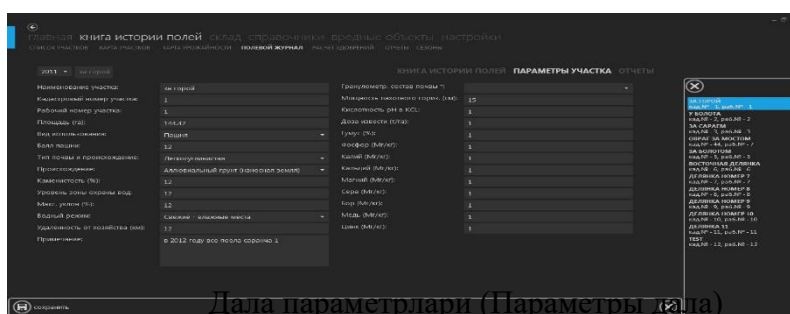 главная книга истории полей склад справочники вредные объекты настройки
СПИСОК УЧАСТКОВ КАРТА УЧАСТКОВ КАРТА УРОЖАЙНОСТИ ПОЛЕВОЙ ЖУРНАЛ РАСЧЕТ УДОБРЕНИЙ ОТЧЕТЫ СЕЗОНЫ
2011 за горой
КНИГА ИСТОРИИ ПОЛЕЙ ПАРАМЕТРЫ УЧАСТКА ОТЧЕТЫ
Наименование участка: за горой
Кадастровый номер участка: 1
Рабочий номер участка: 1
Площадь (га): 144.42
Вид использования: Пашня
Балл пашни: 12
Тип почвы и происхождение: Легкосуглинистая
Происхождение: Аллювиальный грунт (наносная земля)
Каменистость (%): 12
Уровень зоны охраны вод: 12
Макс. уклон (%): 12
Водный режим: Свежие - влажные места
Удаленность от хозяйства (км): 12
Примечание: в 2012 году все поела саранча 1
Гранулометр. состав почвы *:
Мощность пахотного гориз. (см): 15
Кислотность pH в KCL: 1
Доза извести (т/га): 1
Гумус (%): 1
Фосфор (Мг/кг): 1
Калий (Мг/кг): 1
Кальций (Мг/кг): 1
Магний (Мг/кг): 1
Сера (Мг/кг): 1
Бор (Мг/кг): 1
Медь (Мг/кг): 1
Цинк (Мг/кг): 1
ЗА ГОРОЙ
кад.№ - 1, раб.№ - 1
У БОЛОТА
кад.№ - 2, раб.№ - 2
ЗА САРАЕМ
кад.№ - 3, раб.№ - 3
ОВРАГ ЗА МОСТОМ
кад.№ - 44, раб.№ - 7
ЗА БОЛОТОМ
кад.№ - 5, раб.№ - 5
ВОСТОЧНАЯ ДЕЛЯНКА
кад.№ - 6, раб.№ - 6
ДЕЛЯНКА НОМЕР 7
кад.№ - 7, раб.№ - 7
ДЕЛЯНКА НОМЕР 8
кад.№ - 8, раб.№ - 8
ДЕЛЯНКА НОМЕР 9
кад.№ - 9, раб.№ - 9
ДЕЛЯНКА НОМЕР 10
кад.№ - 10, раб.№ - 10
ДЕЛЯНКА 11
кад.№ - 11, раб.№ - 11
TEST
кад.№ - 12, раб.№ - 12
сохранить
Дала параметрлари (Параметры дала)